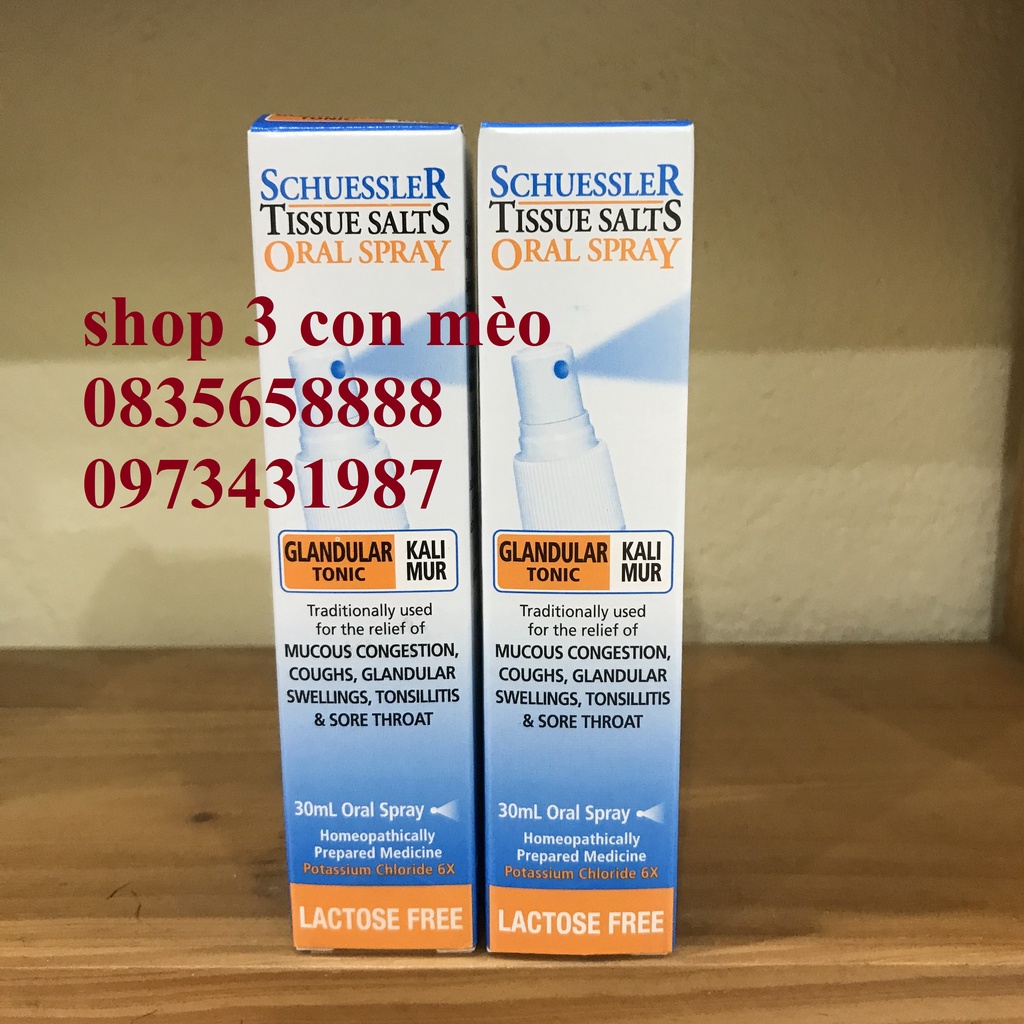 TONIC
MUR
SCHUESSLER
TISSUE SALTS
ORAL SPRAY
SCHUESSLER
TISSUE SALTS
ORAL SPRAY
shop 3 con mèo
0835658888
0973431987
GLANDULAR
TONIC
KALI
MUR
Traditionally used
for the relief of
MUCOUS CONGESTION,
COUGHS, GLANDULAR
SWELLINGS, TONSILLITIS
& SORE THROAT
30mL Oral Spray
Homeopathically
Prepared Medicine
Potassium Chloride 6X
LACTOSE FREE
GLANDULAR
TONIC
KALI
MUR
Traditionally used
for the relief of
MUCOUS CONGESTION,
COUGHS, GLANDULAR
SWELLINGS, TONSILLITIS
& SORE THROAT
30mL Oral Spray
Homeopathically
Prepared Medicine
Potassium Chloride 6X
LACTOSE FREE